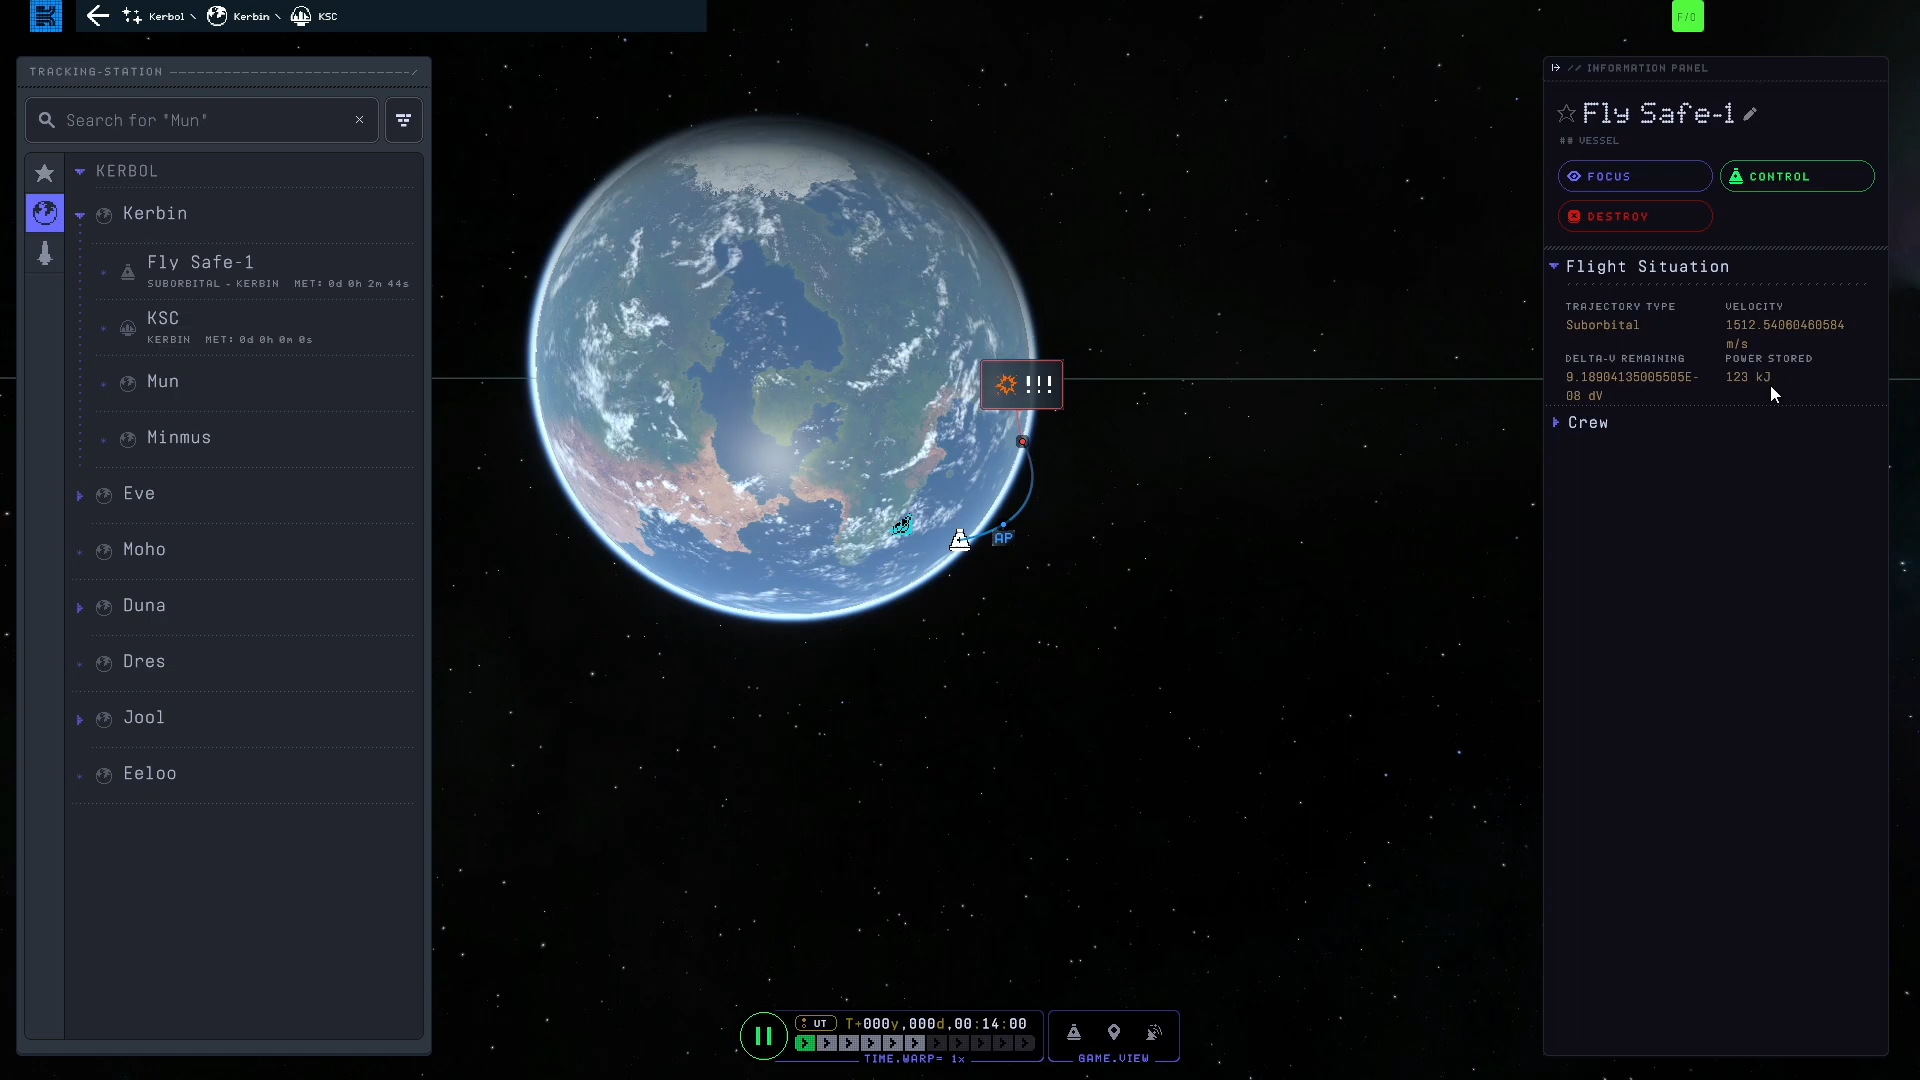 Kerbol
Kerbin
KSC
F/O
TRACKING-STATION
Search for "Mun"
KERBOL
Kerbin
Fly Safe-1
SUBORBITAL - KERBIN MET: 0d 0h 2m 44s
KSC
KERBIN MET: 0d 0h 0m 0s
Mun
Minmus
Eve
Moho
Duna
Dres
Jool
Eeloo
!!!
AP
UT T+000y,000d,00:14:00
TIME.WARP= 1x
GAME.VIEW
// INFORMATION PANEL
Fly Safe-1
## VESSEL
FOCUS CONTROL
DESTROY
Flight Situation
TRAJECTORY TYPE VELOCITY
Suborbital 1512.54060460584
m/s
DELTA-V REMAINING POWER STORED
9.18904135005505E- 123 kJ
08 dV
Crew